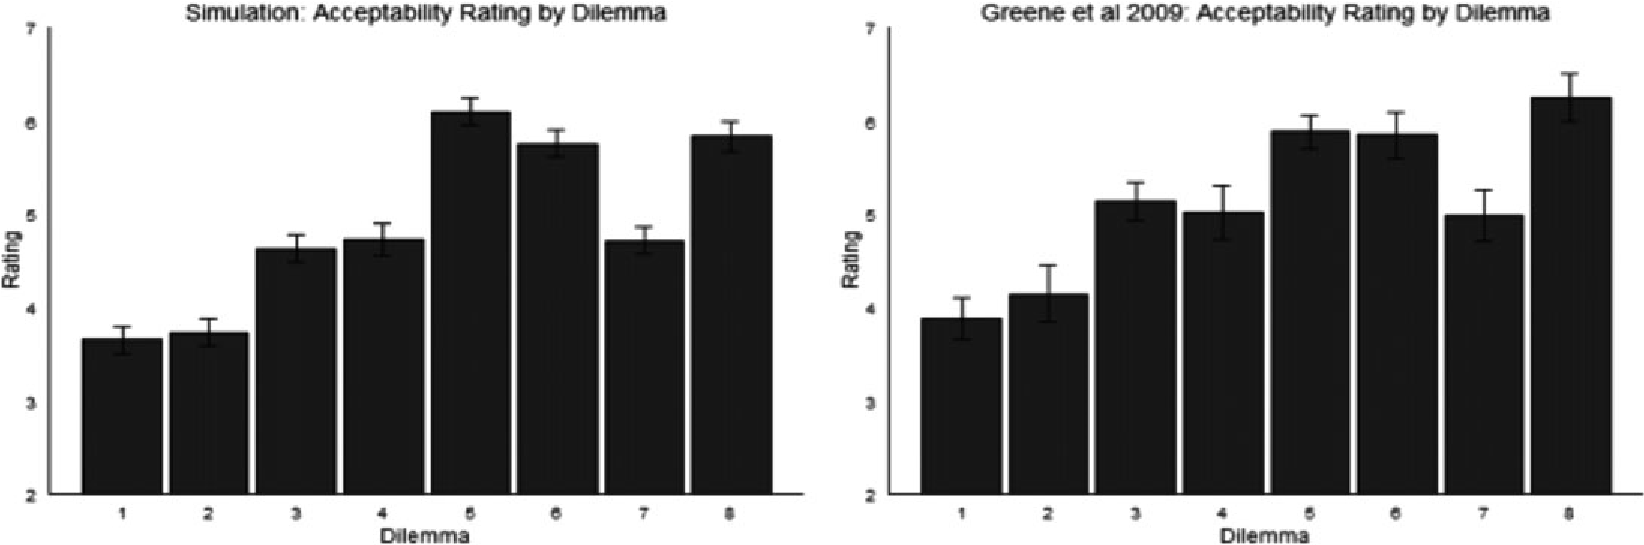 Simulation: Acceptability Rating by Dilemma
7
6
5
4
3
2
Rating
1 2 3 4 5 6 7 8
Dilemma
Greene et al 2009: Acceptability Rating by Dilemma
7
6
5
4
3
2
Rating
1 2 3 4 5 6 7 8
Dilemma